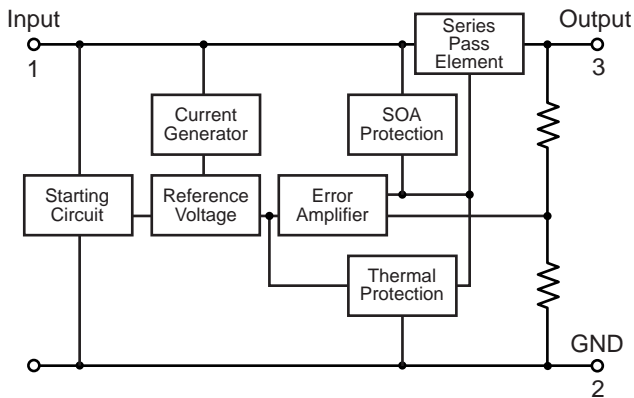 Input
1
Series
Pass
Element
Output
3
Current
Generator
SOA
Protection
Starting
Circuit
Reference
Voltage
Error
Amplifier
Thermal
Protection
GND
2